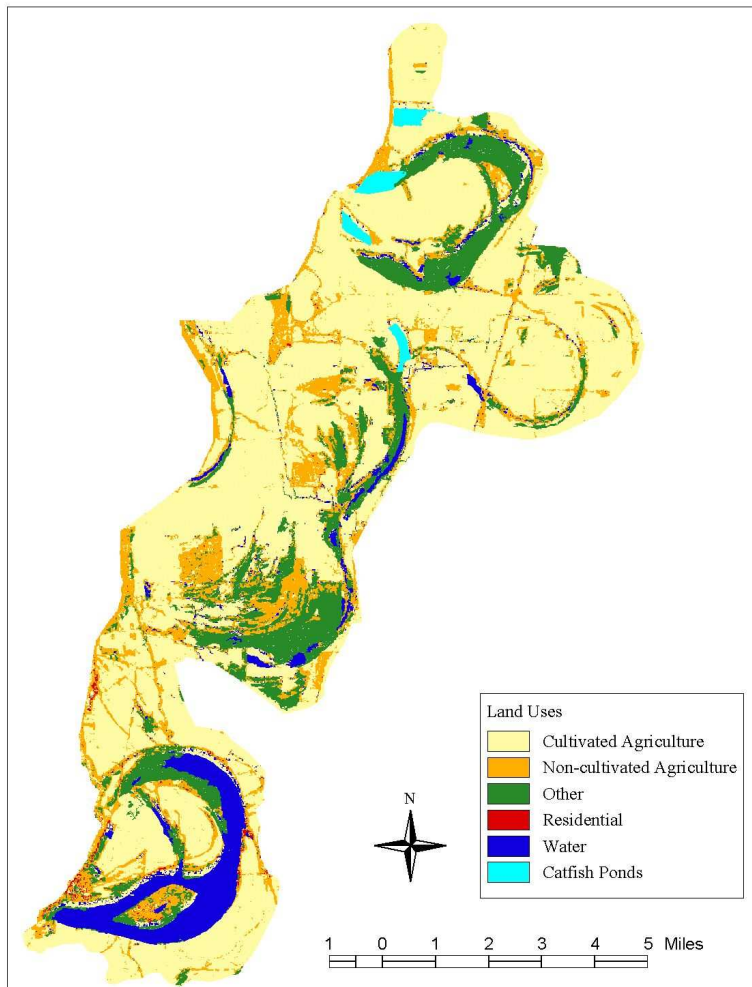 Land Uses
Cultivated Agriculture
Non-cultivated Agriculture
Other
Residential
Water
Catfish Ponds
N
1 0 1 2 3 4 5 Miles